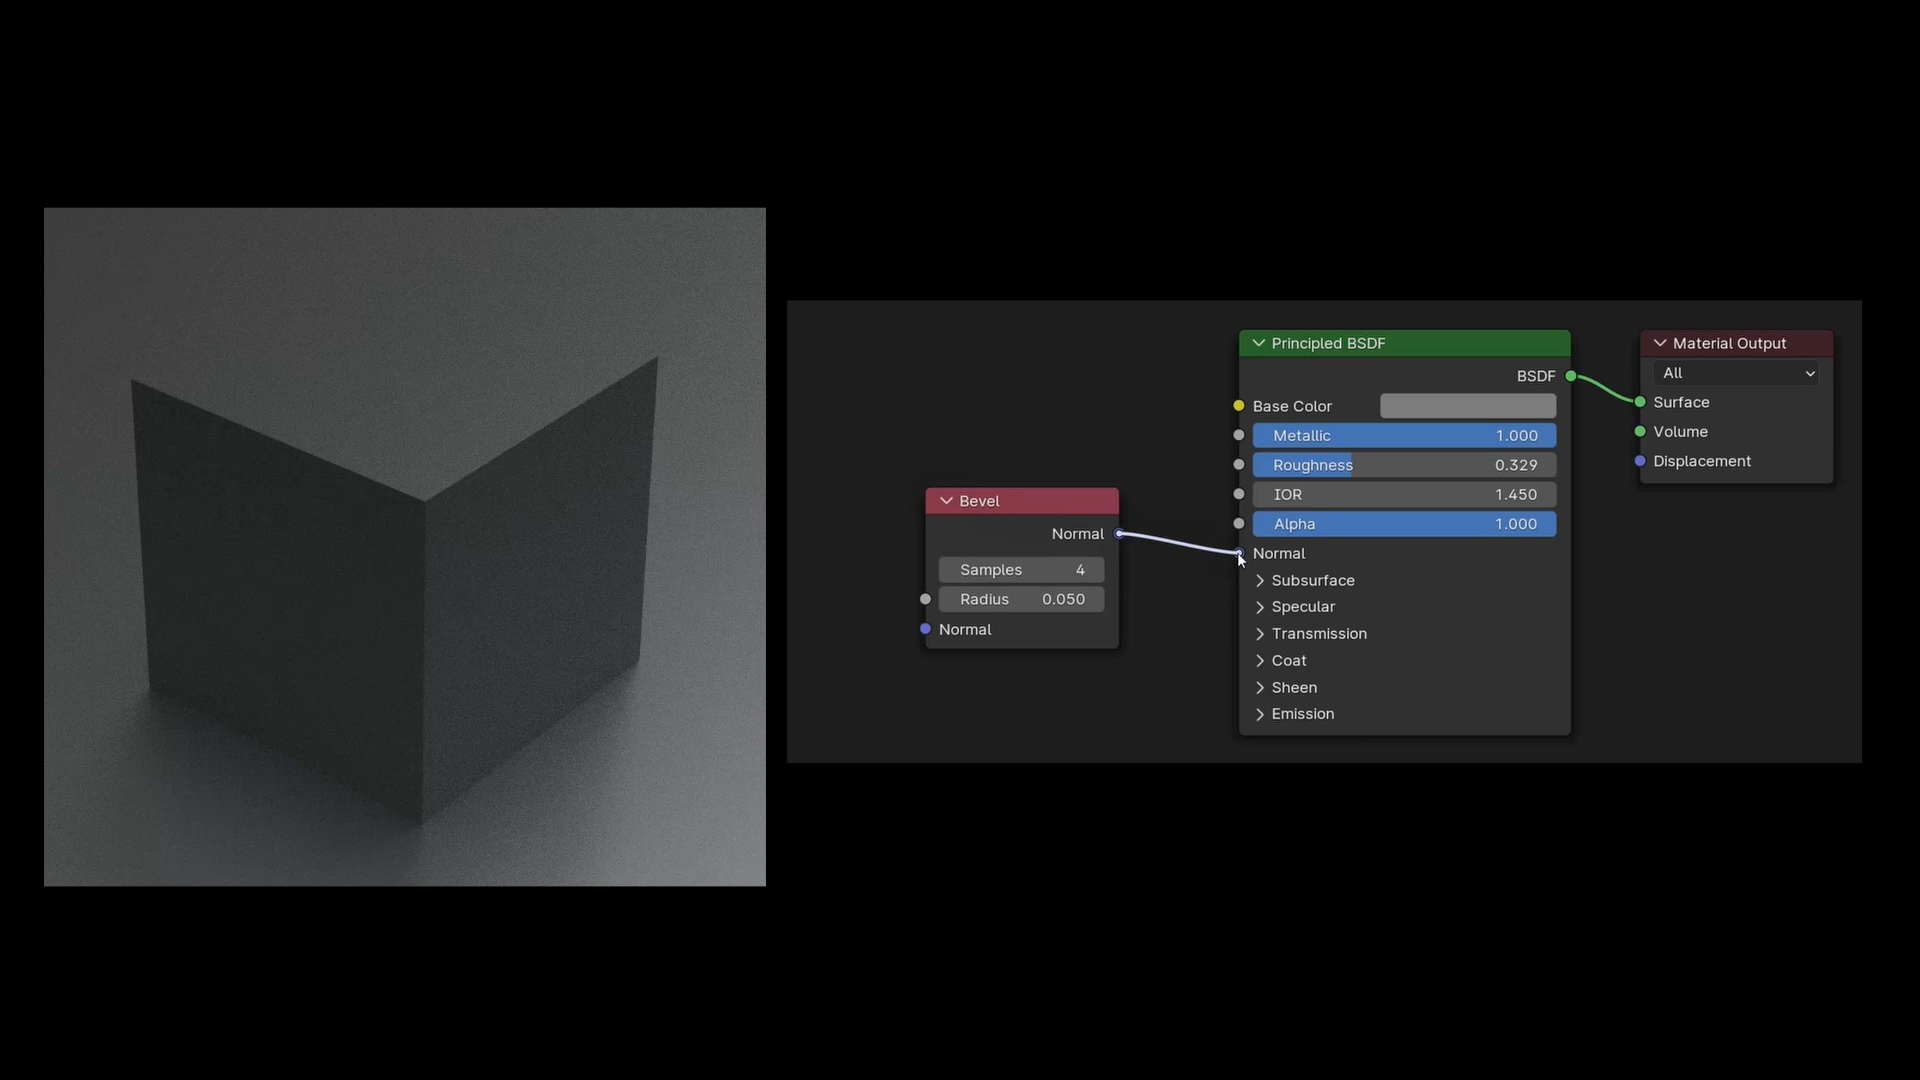 Bevel
Normal
Samples 4
Radius 0.050
Normal
Principled BSDF
BSDF
Base Color
Metallic 1.000
Roughness 0.329
IOR 1.450
Alpha 1.000
Normal
Subsurface
Specular
Transmission
Coat
Sheen
Emission
Material Output
All
Surface
Volume
Displacement